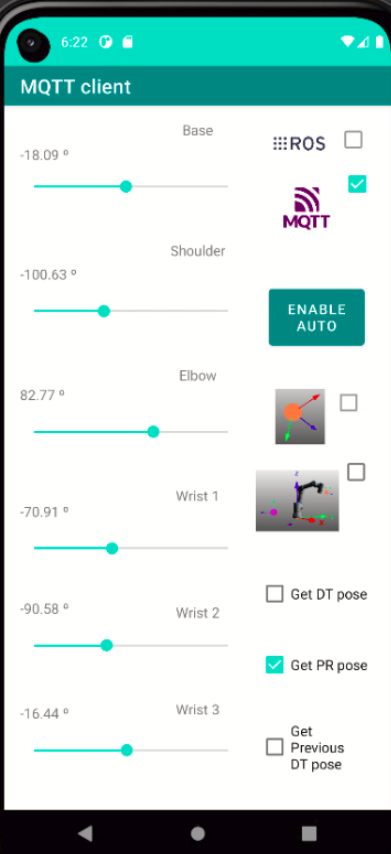 6:22
MQTT client
Base
-18.09 º
ROS
MQTT
Shoulder
-100.63 º
ENABLE
AUTO
Elbow
82.77 º
Wrist 1
-70.91 º
Get DT pose
Wrist 2
-90.58 º
Get PR pose
Wrist 3
-16.44 º
Get
Previous
DT pose